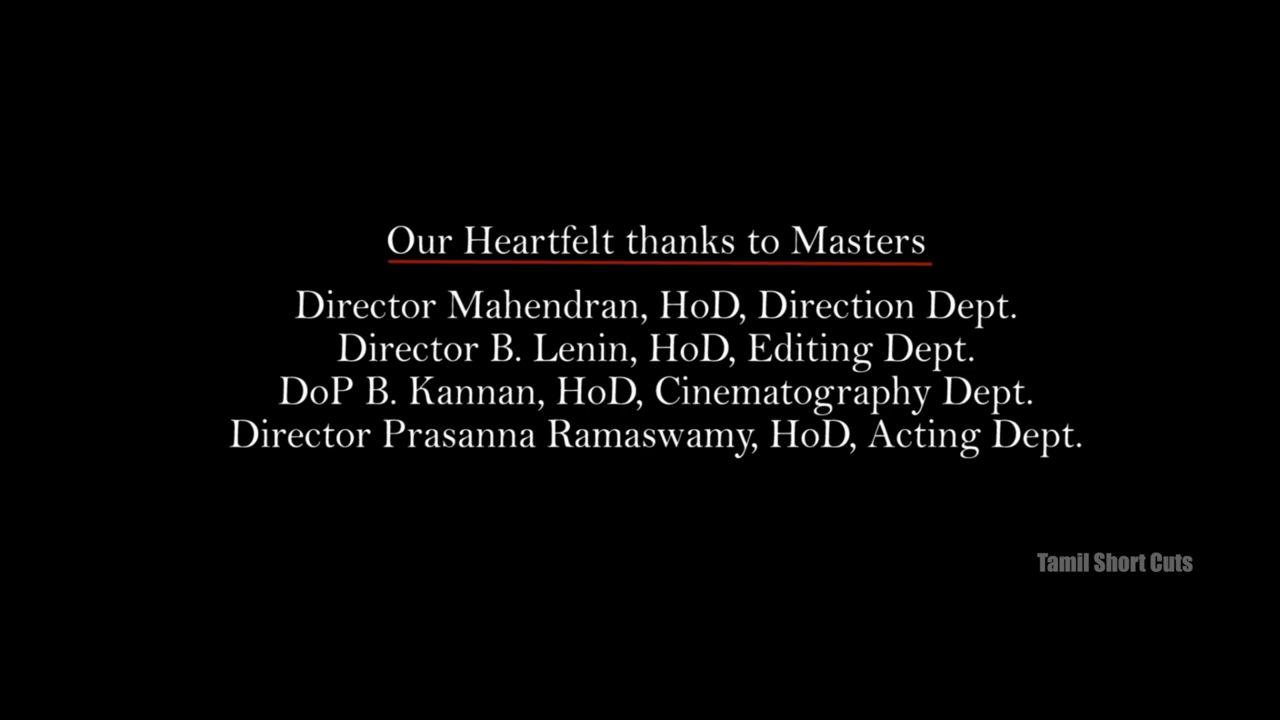 Our Heartfelt thanks to Masters
Director Mahendran, HoD, Direction Dept.
Director B. Lenin, HoD, Editing Dept.
DoP B. Kannan, HoD, Cinematography Dept.
Director Prasanna Ramaswamy, HoD, Acting Dept.
Tamil Short Cuts